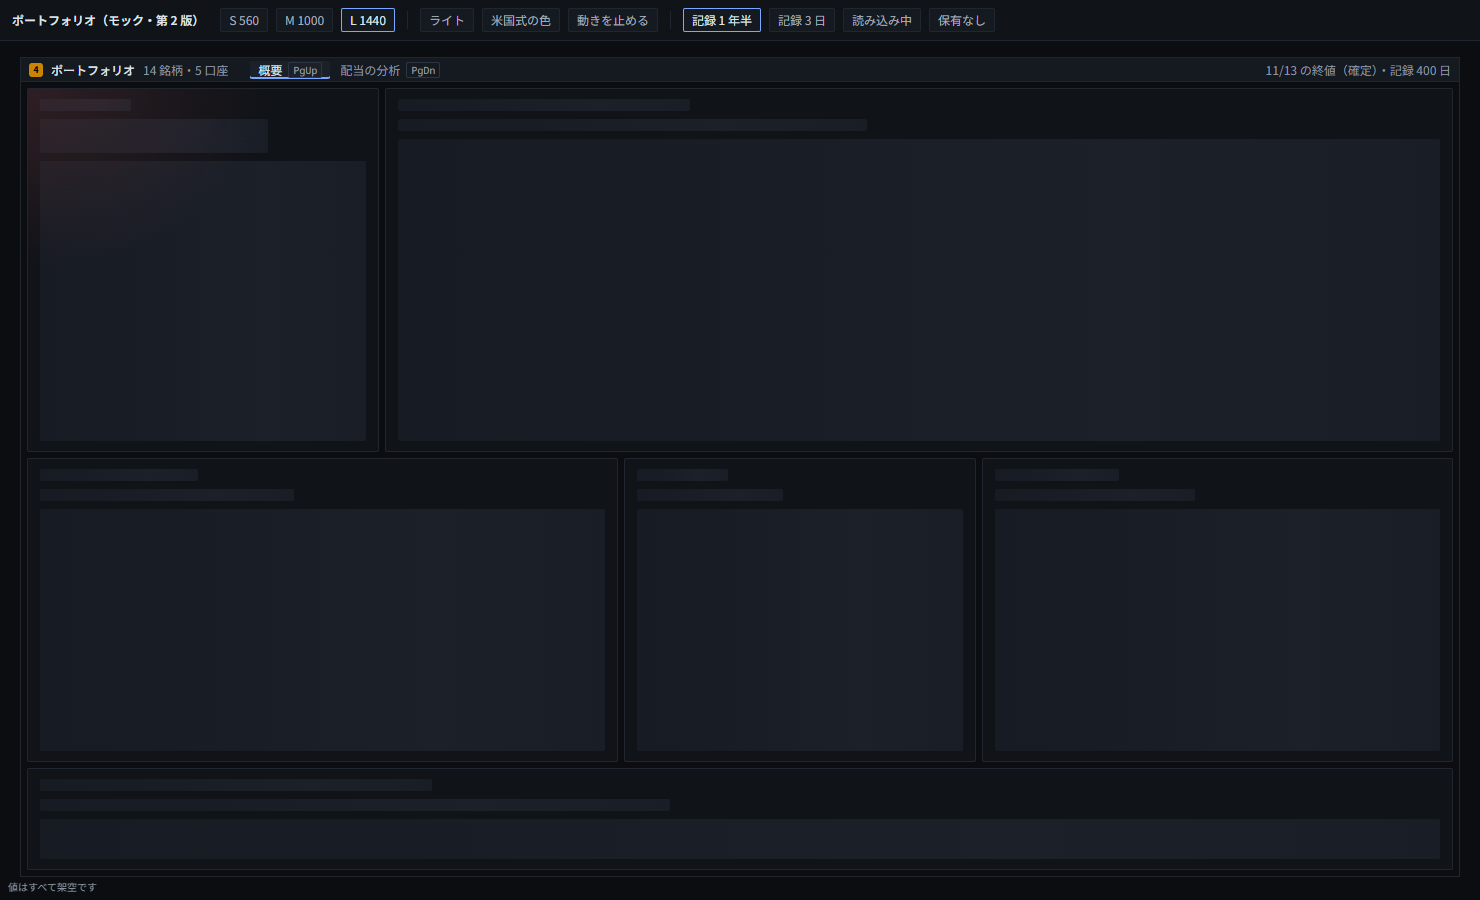 ポートフォリオ（モック・第 2 版） S 560 M 1000 L 1440 ライト 米国式の色 動きを止める 記録 1 年半 記録 3 日 読み込み中 保有なし
4 ポートフォリオ 14 銘柄・5 口座 概要 PgUp 配当の分析 PgDn 11/13 の終値（確定）・記録 400 日
値はすべて架空です